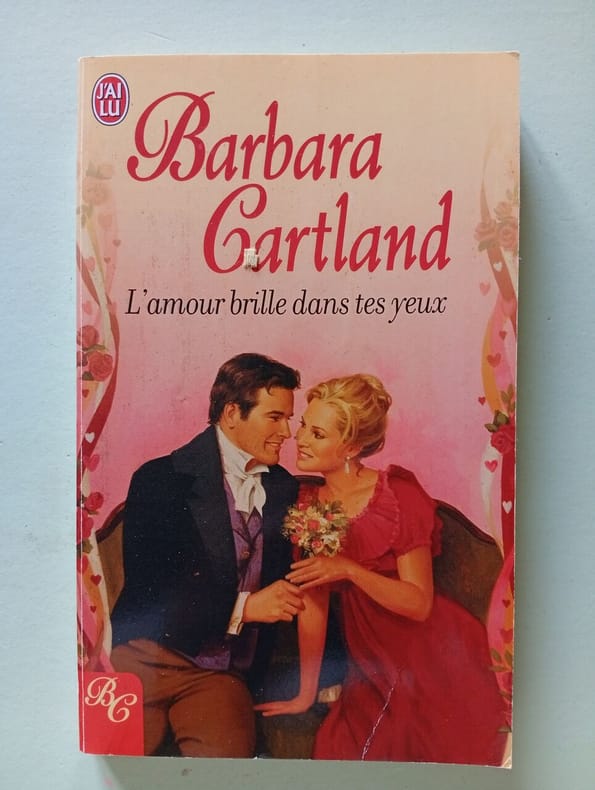 J'AI
LU
Barbara
Cartland
L'amour brille dans tes yeux
BC